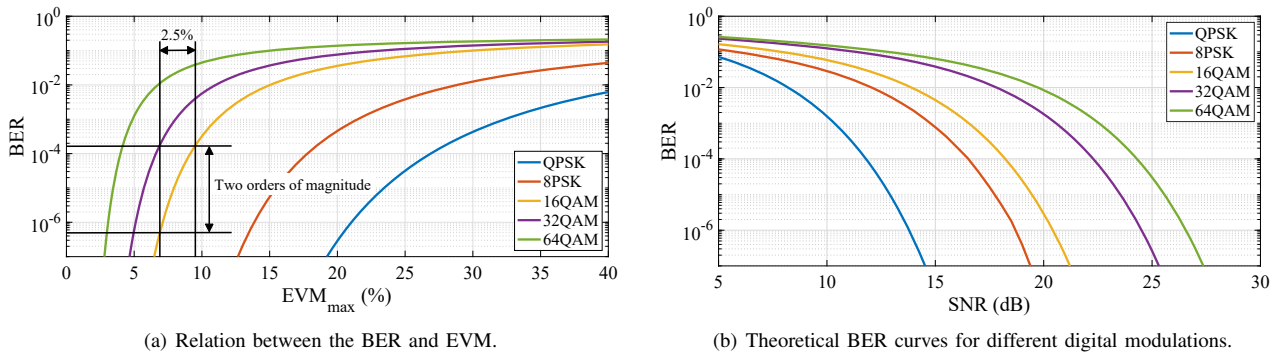 10^0
10^-2
10^-4
10^-6
BER
2.5%
Two orders of magnitude
QPSK
8PSK
16QAM
32QAM
64QAM
0 5 10 15 20 25 30 35 40
EVM_max (%)
(a) Relation between the BER and EVM.
10^0
10^-2
10^-4
10^-6
BER
QPSK
8PSK
16QAM
32QAM
64QAM
5 10 15 20 25 30
SNR (dB)
(b) Theoretical BER curves for different digital modulations.